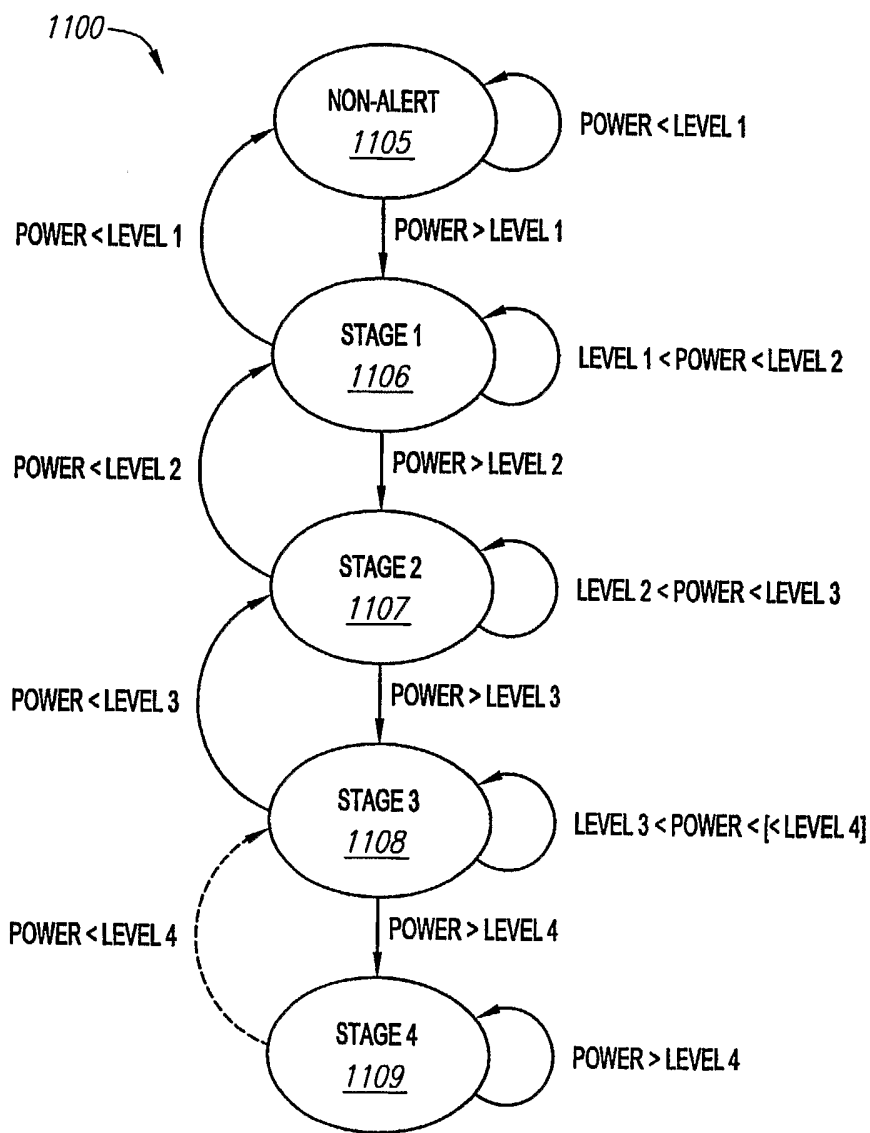 1100
NON-ALERT
1105
POWER < LEVEL 1
POWER < LEVEL 1
POWER > LEVEL 1
STAGE 1
1106
LEVEL 1 < POWER < LEVEL 2
POWER < LEVEL 2
POWER > LEVEL 2
STAGE 2
1107
LEVEL 2 < POWER < LEVEL 3
POWER < LEVEL 3
POWER > LEVEL 3
STAGE 3
1108
LEVEL 3 < POWER < [< LEVEL 4]
POWER < LEVEL 4
POWER > LEVEL 4
STAGE 4
1109
POWER > LEVEL 4